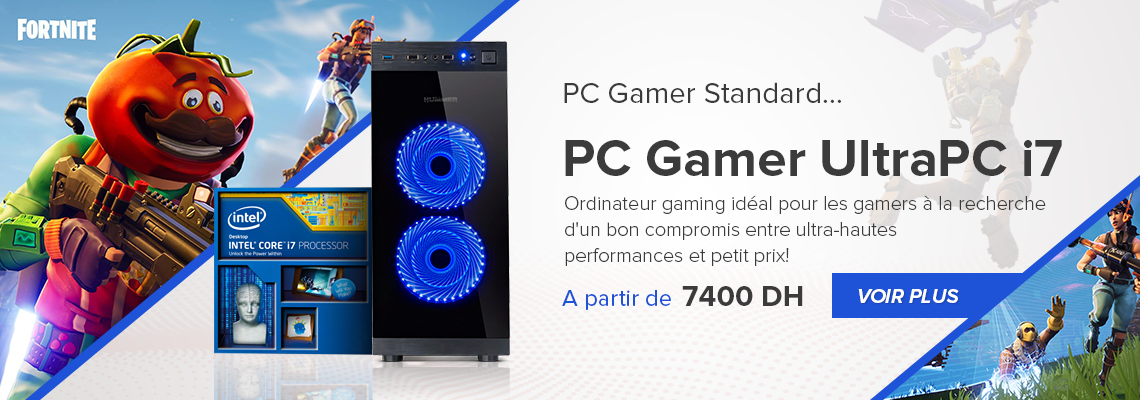 FORTNITE
intel
Desktop
INTEL® CORE™ i7 PROCESSOR
Unlock the Power Within
PC Gamer Standard...
PC Gamer UltraPC i7
Ordinateur gaming idéal pour les gamers à la recherche
d'un bon compromis entre ultra-hautes
performances et petit prix!
A partir de 7400 DH
VOIR PLUS